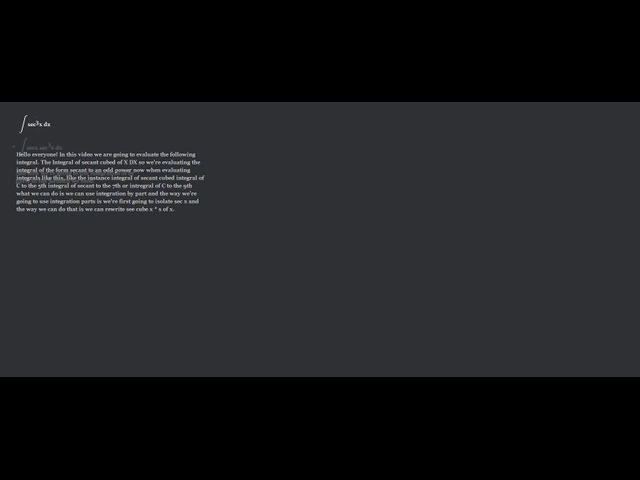 ∫ sec³x dx
Hello everyone! In this video we are going to evaluate the following
integral. The Integral of secant cubed of X DX so we're evaluating the
integral of the form secant to an odd power now when evaluating
integrals like this, like the instance integral of secant cubed integral of
C to the 5th integral of secant to the 7th or intregral of C to the 9th
what we can do is we can use integration by part and the way we're
going to use integration parts is we're first going to isolate sec x and
the way we can do that is we can rewrite see cube x * s of x.